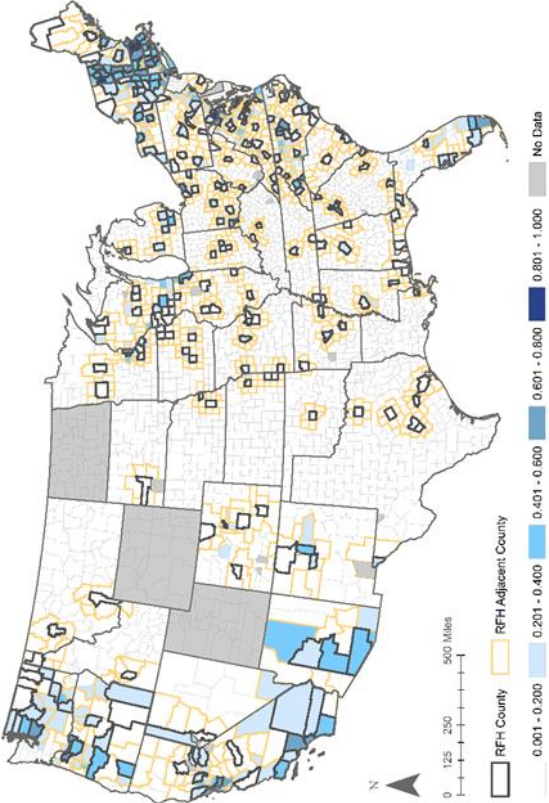 N
0 125 250 500 Miles
RFH County RFH Adjacent County
0.001 - 0.200 0.201 - 0.400 0.401 - 0.600 0.601 - 0.800 0.801 - 1.000 No Data